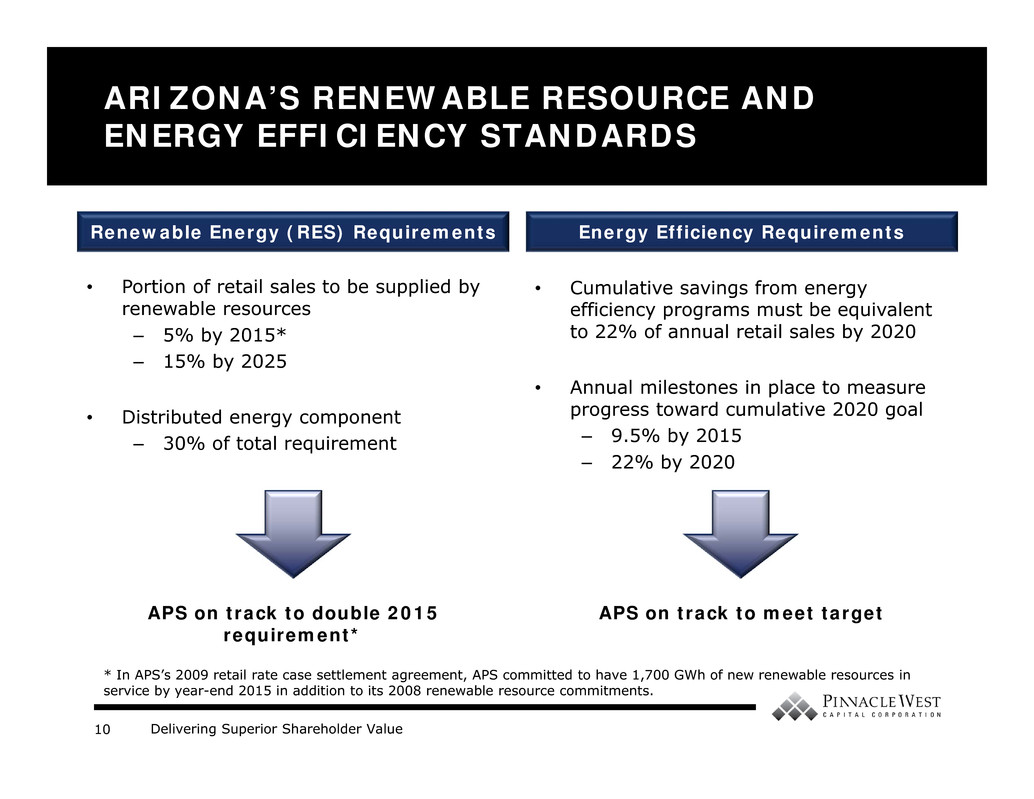 ARIZONA’S RENEWABLE RESOURCE AND
ENERGY EFFICIENCY STANDARDS
Renewable Energy (RES) Requirements
• Portion of retail sales to be supplied by
renewable resources
– 5% by 2015*
– 15% by 2025
• Distributed energy component
– 30% of total requirement
APS on track to double 2015
requirement*
Energy Efficiency Requirements
• Cumulative savings from energy
efficiency programs must be equivalent
to 22% of annual retail sales by 2020
• Annual milestones in place to measure
progress toward cumulative 2020 goal
– 9.5% by 2015
– 22% by 2020
APS on track to meet target
* In APS’s 2009 retail rate case settlement agreement, APS committed to have 1,700 GWh of new renewable resources in
service by year-end 2015 in addition to its 2008 renewable resource commitments.
PINNACLE WEST
CAPITAL CORPORATION
10 Delivering Superior Shareholder Value